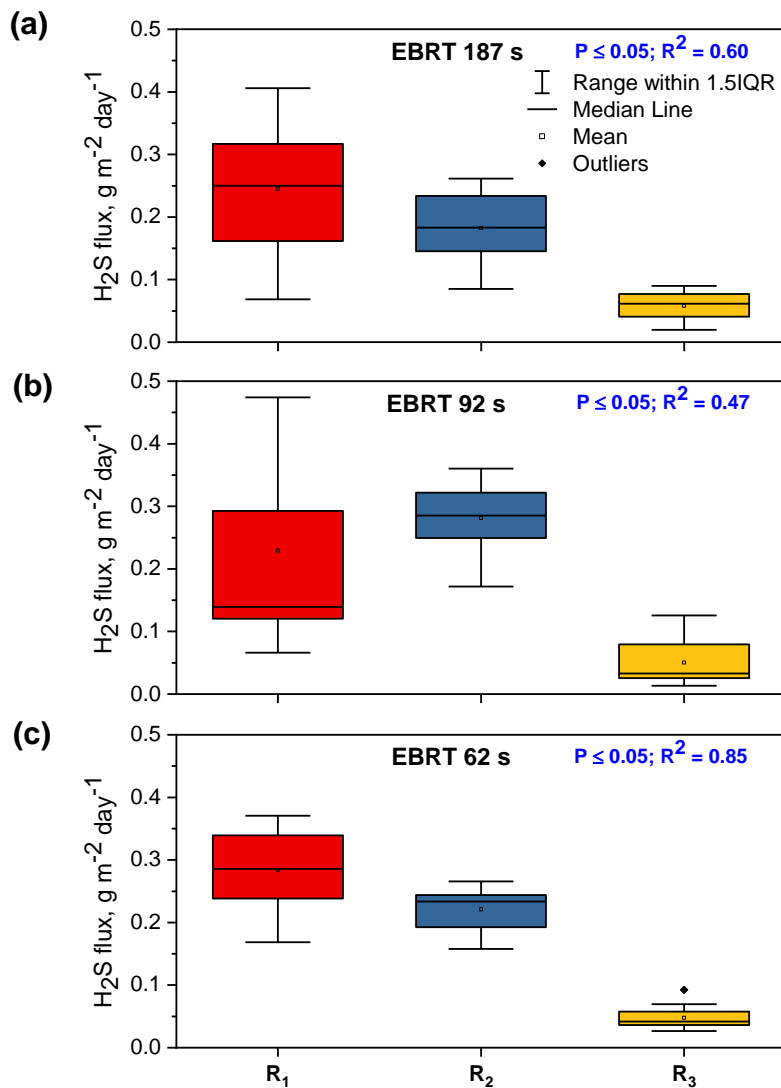 (a)
H₂S flux, g m⁻² day⁻¹
0.5
0.4
0.3
0.2
0.1
0.0
EBRT 187 s
P ≤ 0.05; R² = 0.60
Range within 1.5IQR
Median Line
Mean
Outliers
(b)
H₂S flux, g m⁻² day⁻¹
0.5
0.4
0.3
0.2
0.1
0.0
EBRT 92 s
P ≤ 0.05; R² = 0.47
(c)
H₂S flux, g m⁻² day⁻¹
0.5
0.4
0.3
0.2
0.1
0.0
EBRT 62 s
P ≤ 0.05; R² = 0.85
R₁ R₂ R₃